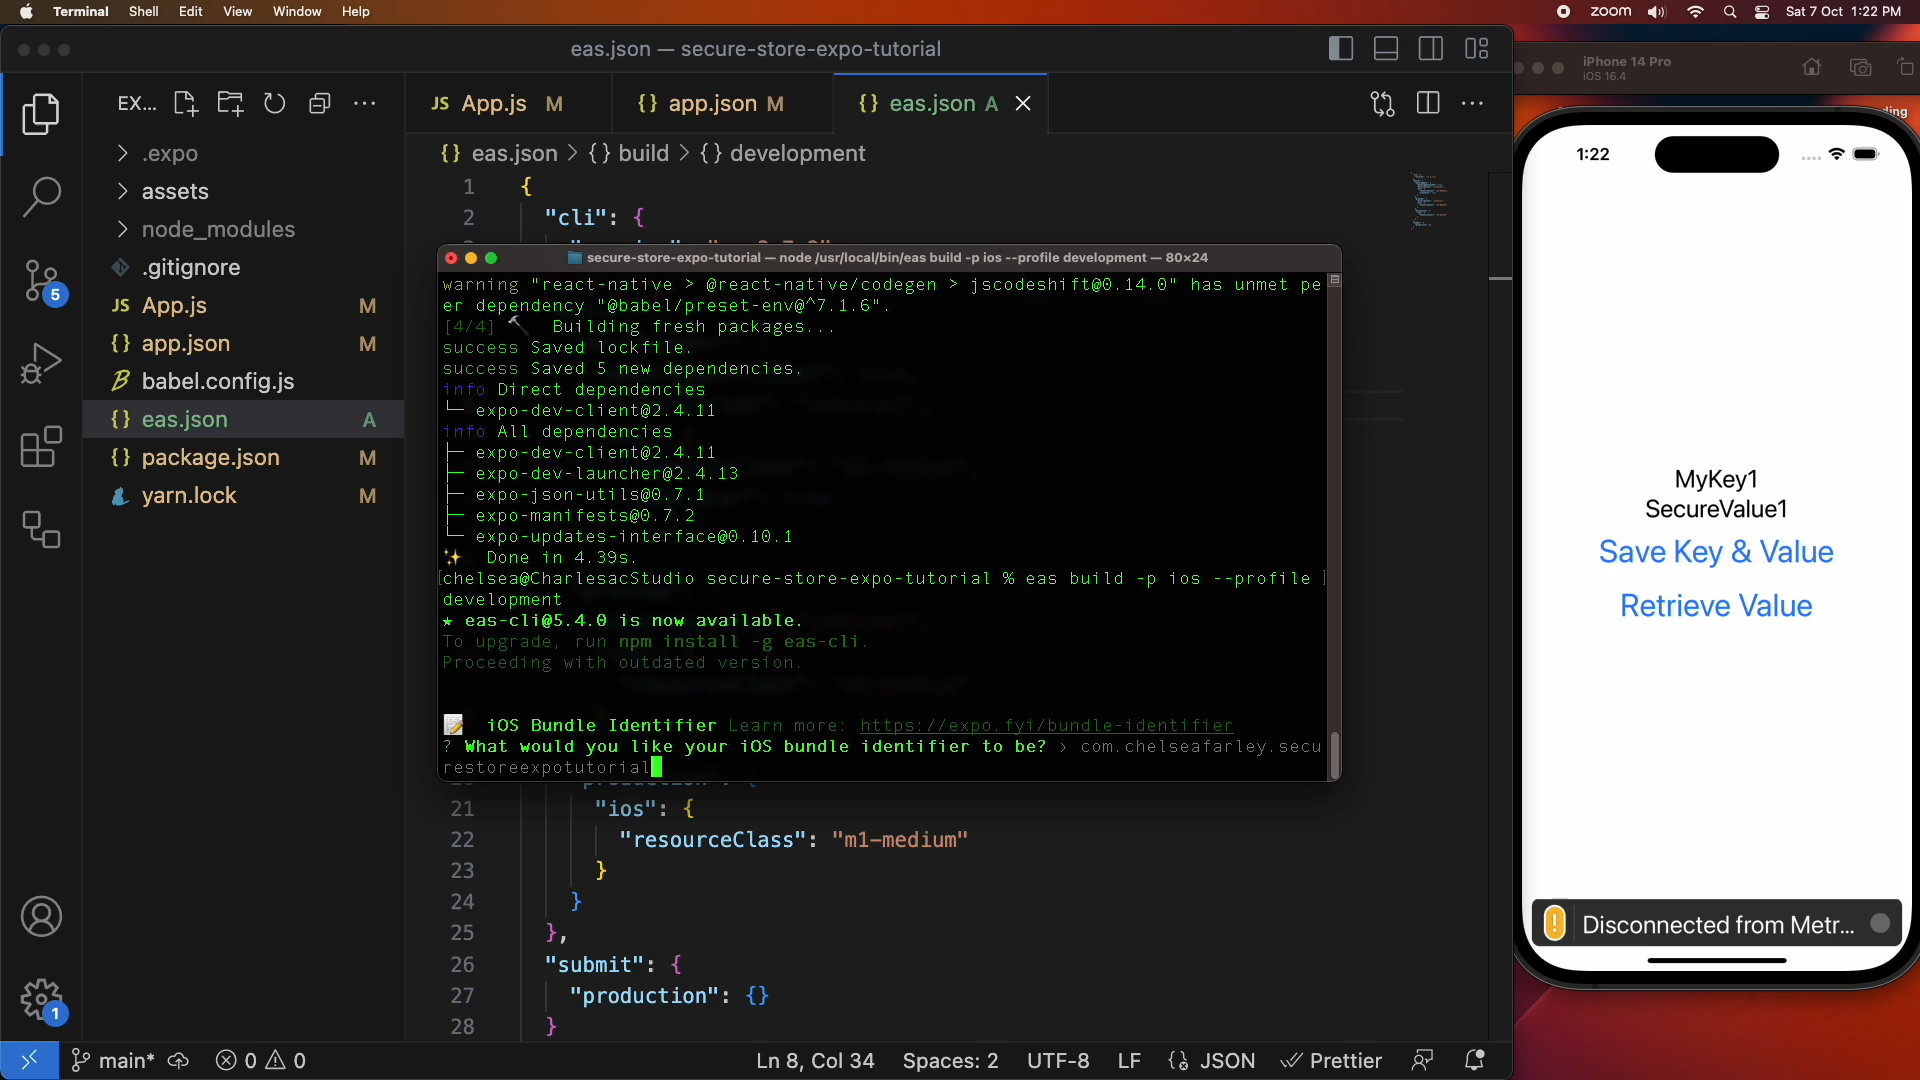 Terminal Shell Edit View Window Help
zoom Sat 7 Oct 1:22 PM
eas.json — secure-store-expo-tutorial
EX...
JS App.js M
{} app.json M
{} eas.json A
{} eas.json > {} build > {} development
.expo
assets
node_modules
.gitignore
JS App.js M
{} app.json M
babel.config.js
{} eas.json A
{} package.json M
yarn.lock M
5
1
1 {
2 "cli": {
secure-store-expo-tutorial — node /usr/local/bin/eas build -p ios --profile development — 80×24
warning "react-native > @react-native/codegen > jscodeshift@0.14.0" has unmet pe
er dependency "@babel/preset-env@^7.1.6".
[4/4] Building fresh packages...
success Saved lockfile.
success Saved 5 new dependencies.
info Direct dependencies
└─ expo-dev-client@2.4.11
info All dependencies
├─ expo-dev-client@2.4.11
├─ expo-dev-launcher@2.4.13
├─ expo-json-utils@0.7.1
├─ expo-manifests@0.7.2
└─ expo-updates-interface@0.10.1
✨ Done in 4.39s.
[chelsea@CharlesacStudio secure-store-expo-tutorial % eas build -p ios --profile ]
development
★ eas-cli@5.4.0 is now available.
To upgrade, run npm install -g eas-cli.
Proceeding with outdated version.
📝 iOS Bundle Identifier Learn more: https://expo.fyi/bundle-identifier
? What would you like your iOS bundle identifier to be? › com.chelseafarley.secu
restoreexpotutorial
21 "ios": {
22 "resourceClass": "m1-medium"
23 }
24 }
25 },
26 "submit": {
27 "production": {}
28 }
main* 0 0
Ln 8, Col 34 Spaces: 2 UTF-8 LF JSON Prettier
iPhone 14 Pro
iOS 16.4
1:22
MyKey1
SecureValue1
Save Key & Value
Retrieve Value
Disconnected from Metr...